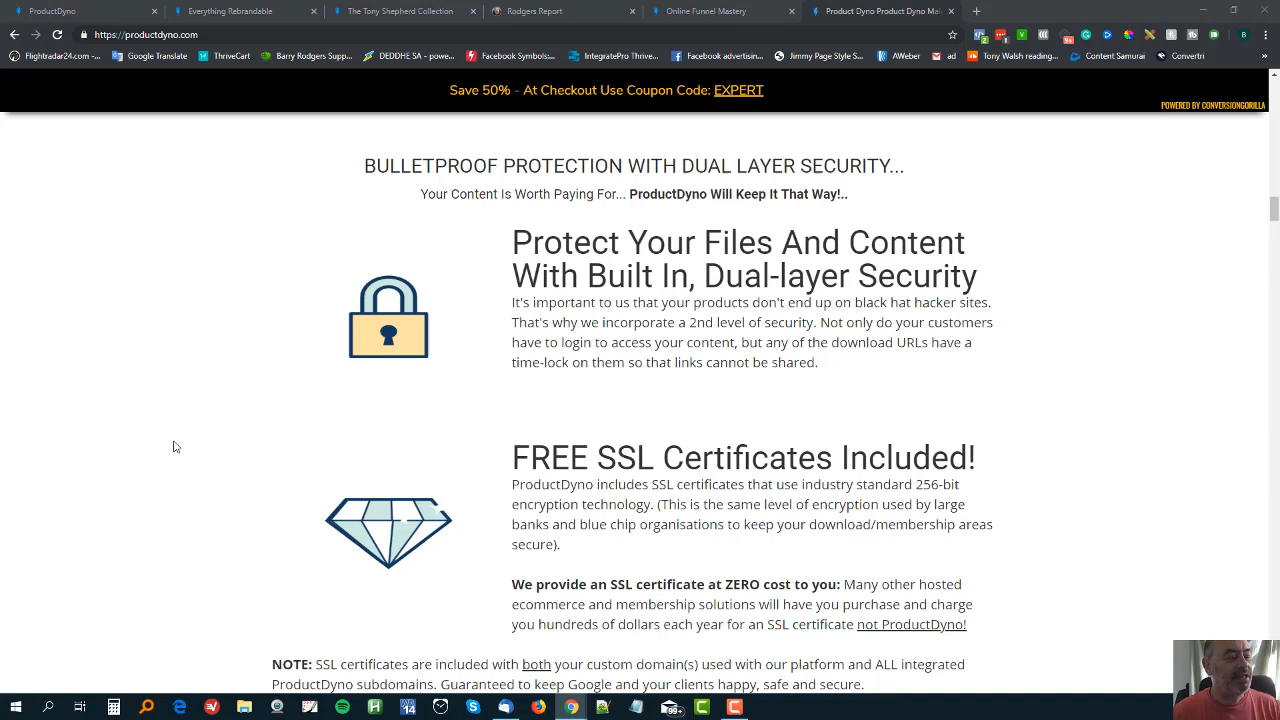 ProductDyno
Everything Rebrandable
The Tony Shepherd Collection
Rodgers Report
Online Funnel Mastery
Product Dyno Product Dyno Mai
https://productdyno.com
B
Flightradar24.com -...
Google Translate
ThriveCart
Barry Rodgers Supp...
DEDDHE SA - powe...
Facebook Symbols:...
IntegratePro Thrive...
Facebook advertisin...
Jimmy Page Style S...
AWeber
ad
Tony Walsh reading...
Content Samurai
Convertri
Save 50% - At Checkout Use Coupon Code: EXPERT
POWERED BY CONVERSIONGORILLA
BULLETPROOF PROTECTION WITH DUAL LAYER SECURITY...
Your Content Is Worth Paying For... ProductDyno Will Keep It That Way!..
Protect Your Files And Content
With Built In, Dual-layer Security
It's important to us that your products don't end up on black hat hacker sites.
That's why we incorporate a 2nd level of security. Not only do your customers
have to login to access your content, but any of the download URLs have a
time-lock on them so that links cannot be shared.
FREE SSL Certificates Included!
ProductDyno includes SSL certificates that use industry standard 256-bit
encryption technology. (This is the same level of encryption used by large
banks and blue chip organisations to keep your download/membership areas
secure).
We provide an SSL certificate at ZERO cost to you: Many other hosted
ecommerce and membership solutions will have you purchase and charge
you hundreds of dollars each year for an SSL certificate not ProductDyno!
NOTE: SSL certificates are included with both your custom domain(s) used with our platform and ALL integrated
ProductDyno subdomains. Guaranteed to keep Google and your clients happy, safe and secure.